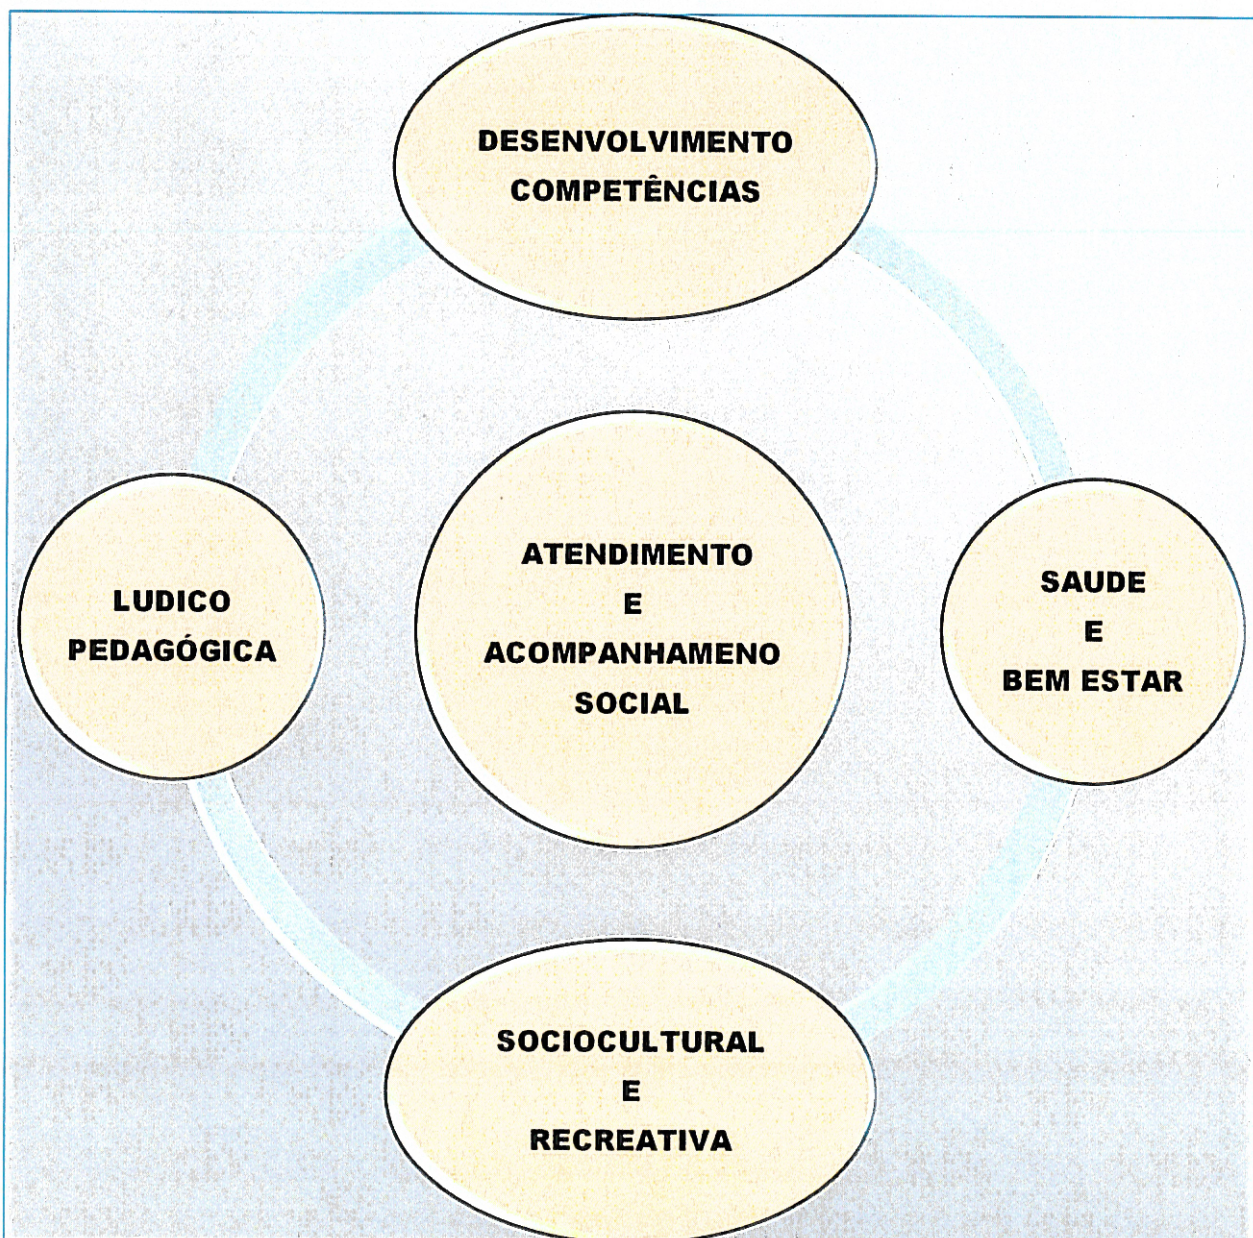 DESENVOLVIMENTO
COMPETÊNCIAS
LUDICO
PEDAGÓGICA
ATENDIMENTO
E
ACOMPANHAMENO
SOCIAL
SAUDE
E
BEM ESTAR
SOCIOCULTURAL
E
RECREATIVA